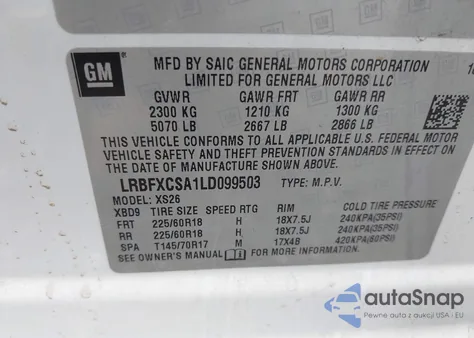 GM
MFD BY SAIC GENERAL MOTORS CORPORATION
LIMITED FOR GENERAL MOTORS LLC
GVWR GAWR FRT GAWR RR
2300 KG 1210 KG 1300 KG
5070 LB 2667 LB 2866 LB
THIS VEHICLE CONFORMS TO ALL APPLICABLE U.S. FEDERAL MOTOR
VEHICLE SAFETY AND THEFT PREVENTION STANDARDS IN EFFECT ON THE
DATE OF MANUFACTURE SHOWN ABOVE.
LRBFXCSA1LD099503 TYPE: M.P.V.
MODEL: XS26
XBD9 TIRE SIZE SPEED RTG RIM COLD TIRE PRESSURE
FRT 225/60R18 H 18X7.5J 240KPA(35PSI)
RR 225/60R18 H 18X7.5J 240KPA(35PSI)
SPA T145/70R17 M 17X4B 420KPA(60PSI)
SEE OWNER'S MANUAL FOR MORE INFORMATION.
autoSnap
Pewne auta z aukcji USA - EU